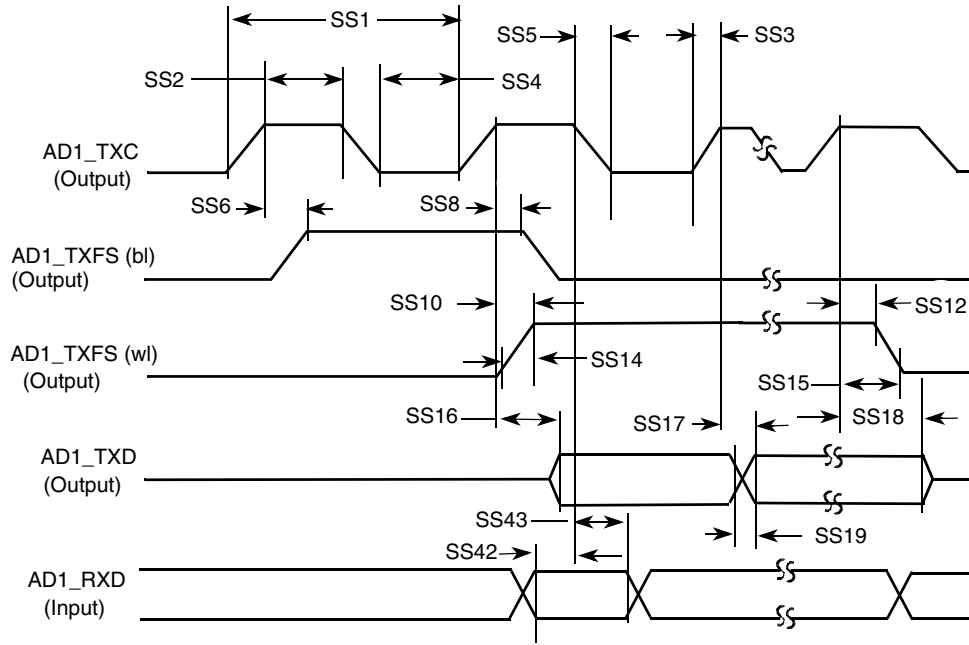 SS1
SS5
SS3
SS2
SS4
AD1_TXC
(Output)
SS6
SS8
AD1_TXFS (bl)
(Output)
SS10
SS12
AD1_TXFS (wl)
(Output)
SS14
SS15
SS16
SS17
SS18
AD1_TXD
(Output)
SS43
SS19
SS42
AD1_RXD
(Input)